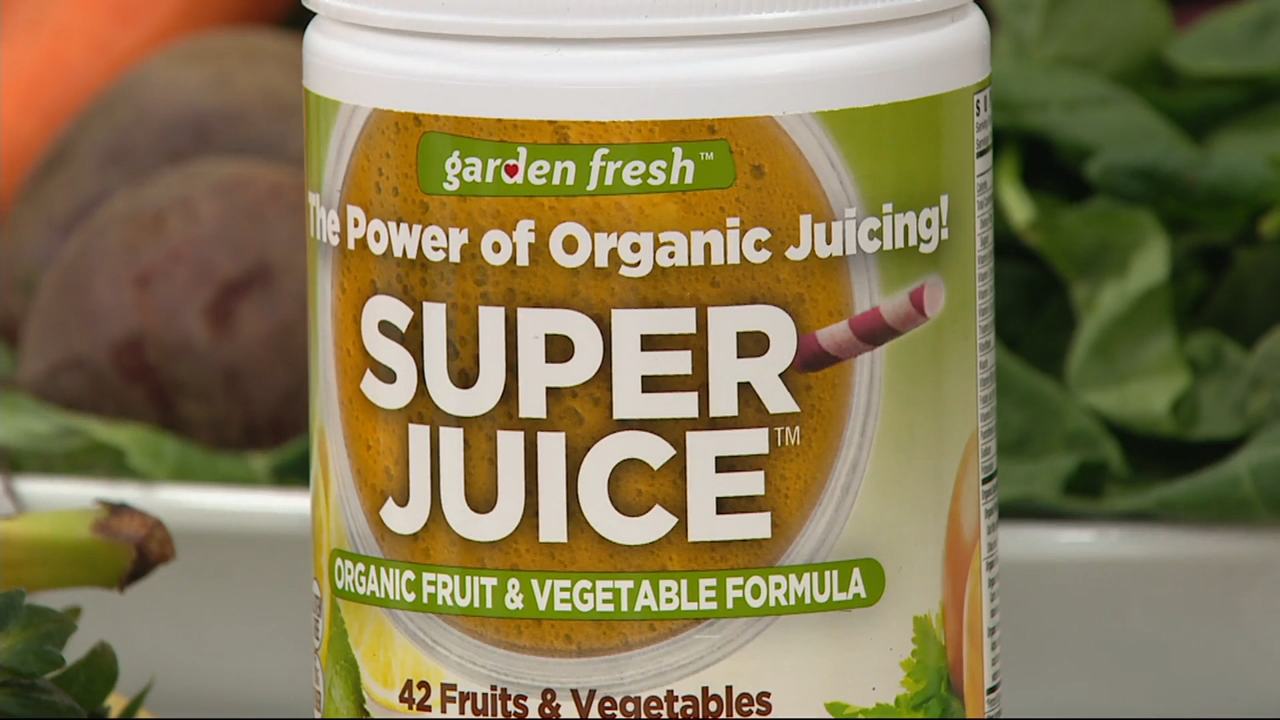 garden fresh™
The Power of Organic Juicing!
SUPER
JUICE™
ORGANIC FRUIT & VEGETABLE FORMULA
42 Fruits & Vegetables